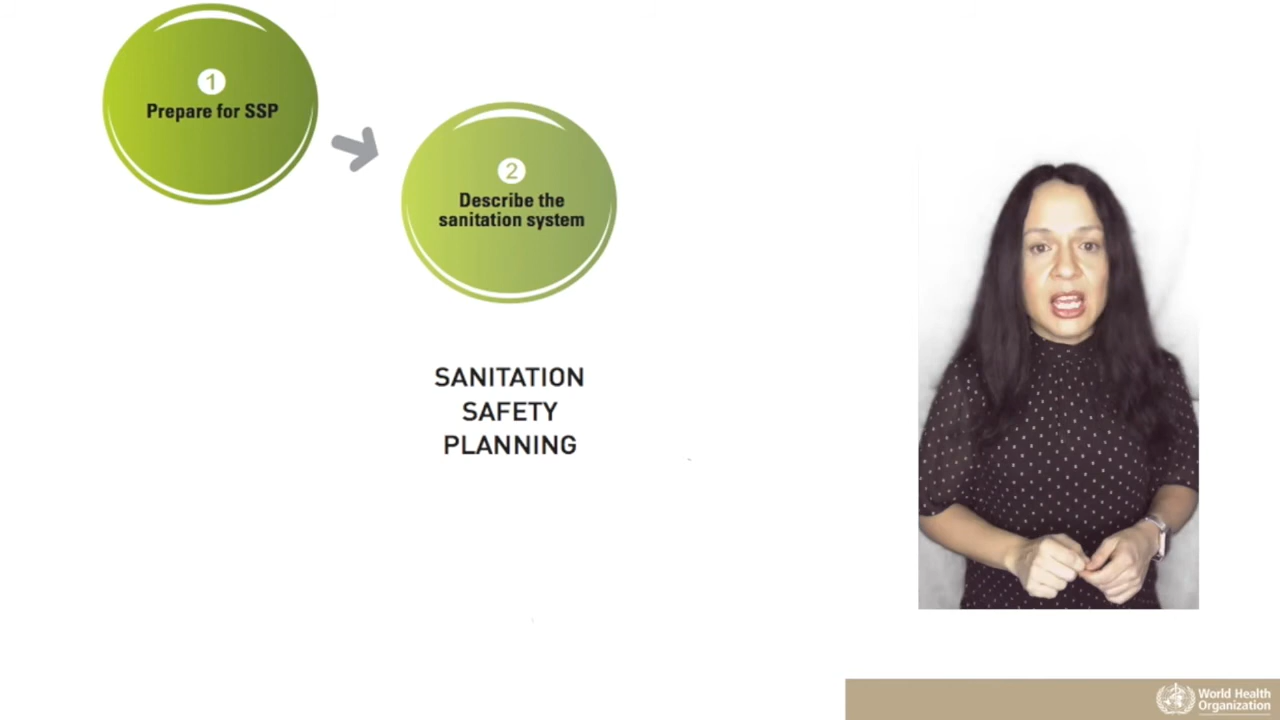 1
Prepare for SSP
2
Describe the
sanitation system
SANITATION
SAFETY
PLANNING
World Health
Organization